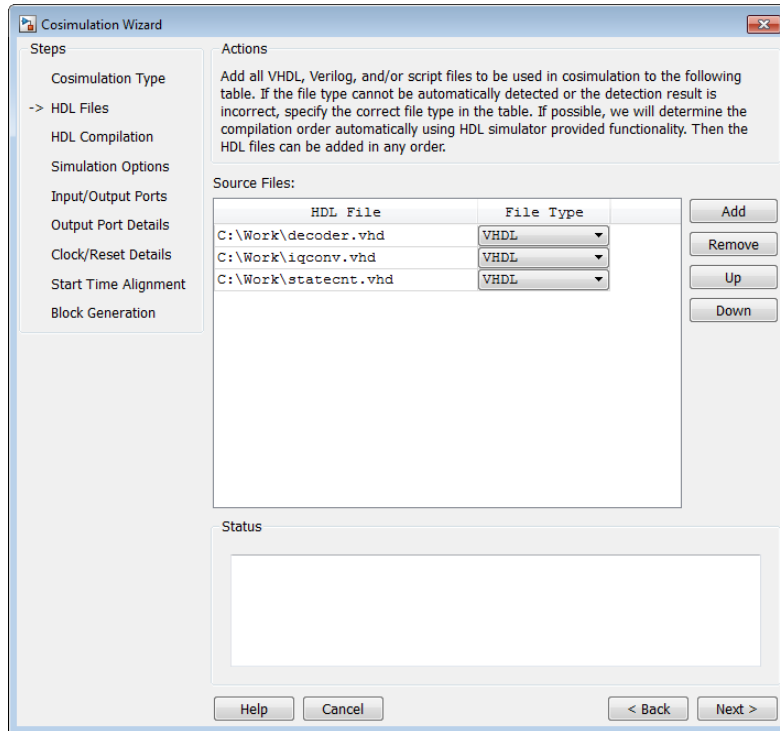 Cosimulation Wizard
Steps
Cosimulation Type
-> HDL Files
HDL Compilation
Simulation Options
Input/Output Ports
Output Port Details
Clock/Reset Details
Start Time Alignment
Block Generation
Actions
Add all VHDL, Verilog, and/or script files to be used in cosimulation to the following
table. If the file type cannot be automatically detected or the detection result is
incorrect, specify the correct file type in the table. If possible, we will determine the
compilation order automatically using HDL simulator provided functionality. Then the
HDL files can be added in any order.
Source Files:
HDL File File Type
C:\Work\decoder.vhd VHDL
C:\Work\iqconv.vhd VHDL
C:\Work\statecnt.vhd VHDL
Add
Remove
Up
Down
Status
Help Cancel < Back Next >